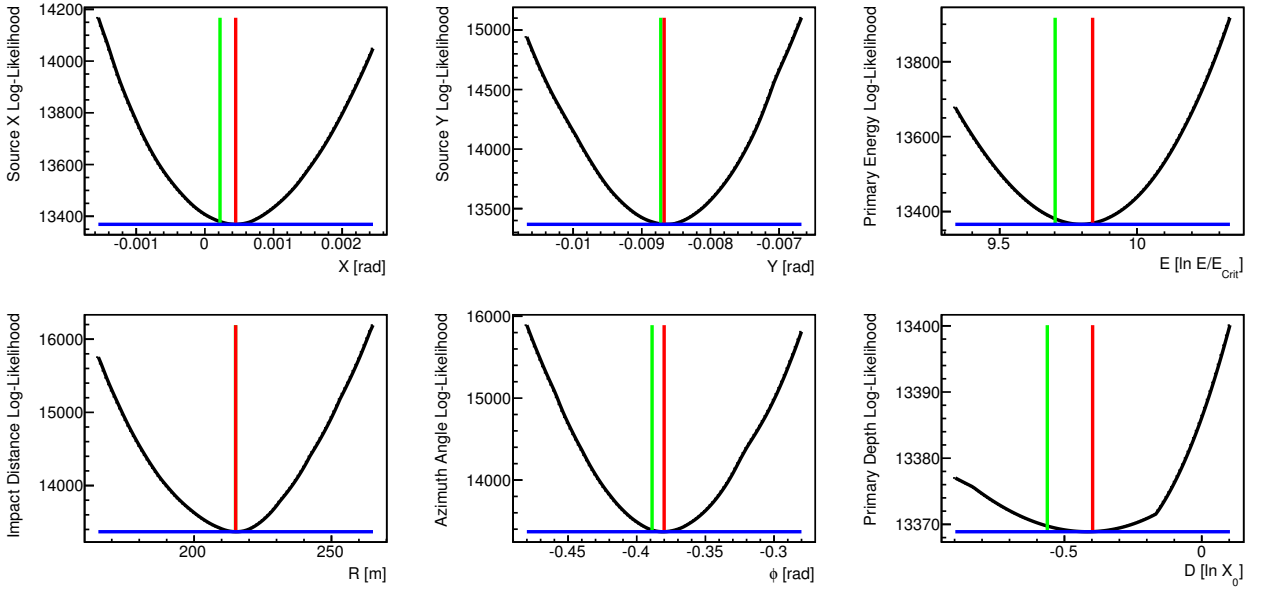 Source X Log-Likelihood
14200
14000
13800
13600
13400
-0.001 0 0.001 0.002
X [rad]
Source Y Log-Likelihood
15000
14500
14000
13500
-0.01 -0.009 -0.008 -0.007
Y [rad]
Primary Energy Log-Likelihood
13800
13600
13400
9.5 10
E [ln E/E_Crit]
Impact Distance Log-Likelihood
16000
15000
14000
200 250
R [m]
Azimuth Angle Log-Likelihood
16000
15000
14000
-0.45 -0.4 -0.35 -0.3
ϕ [rad]
Primary Depth Log-Likelihood
13400
13390
13380
13370
-0.5 0
D [ln X_0]